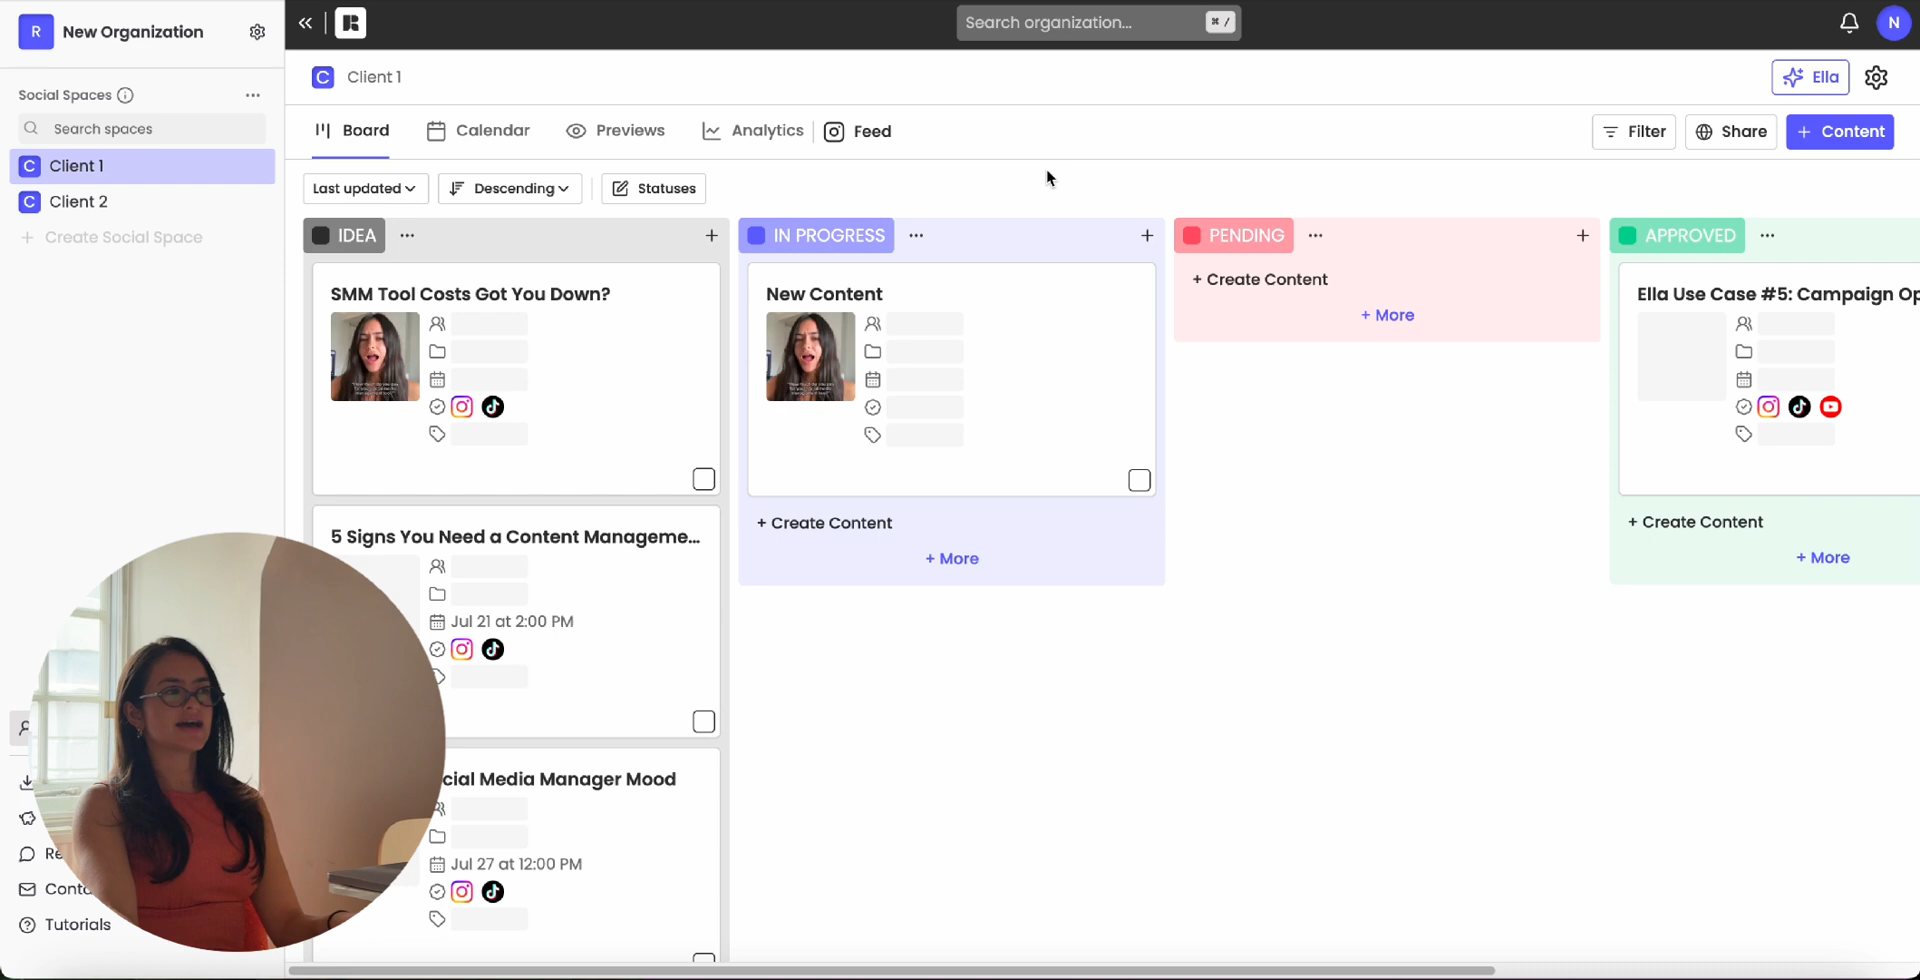 R New Organization
Search organization... ⌘ /
N
Social Spaces
Search spaces
C Client 1
C Client 2
+ Create Social Space
Tutorials
C Client 1
Ella
Board
Calendar
Previews
Analytics
Feed
Filter
Share
+ Content
Last updated
Descending
Statuses
IDEA ... +
SMM Tool Costs Got You Down?
5 Signs You Need a Content Manageme...
Jul 21 at 2:00 PM
cial Media Manager Mood
Jul 27 at 12:00 PM
IN PROGRESS ... +
New Content
+ Create Content
+ More
PENDING ... +
+ Create Content
+ More
APPROVED ...
Ella Use Case #5: Campaign Op
+ Create Content
+ More